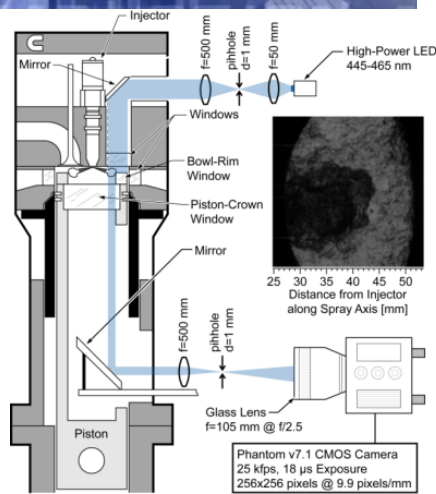 Injector
Mirror
f=500 mm
pihhole
d=1 mm
f=50 mm
High-Power LED
445-465 nm
Windows
Bowl-Rim
Window
Piston-Crown
Window
25 30 35 40 45 50
Distance from Injector
along Spray Axis [mm]
Mirror
f=500 mm
pihhole
d=1 mm
Glass Lens
f=105 mm @ f/2.5
Piston
Phantom v7.1 CMOS Camera
25 kfps, 18 µs Exposure
256x256 pixels @ 9.9 pixels/mm